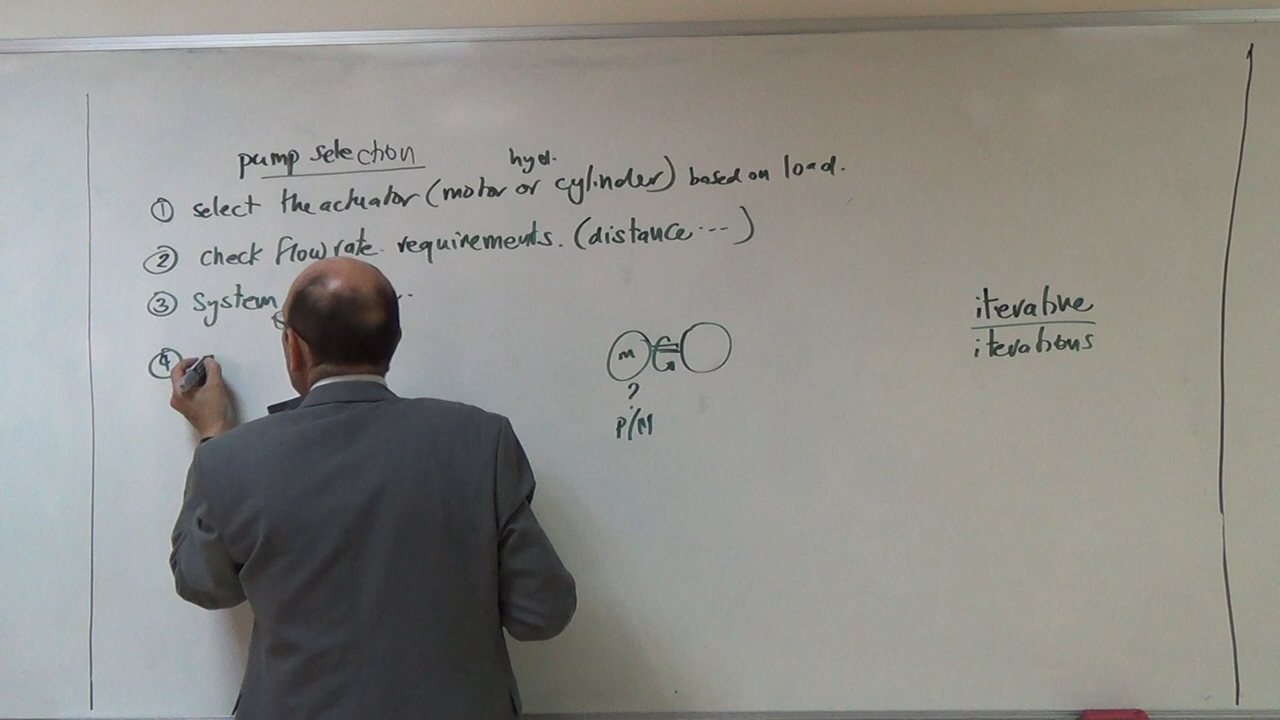 pump selection
hyd.
① select the actuator (motor or cylinder) based on load.
② check flow rate requirements. (distance ...)
③ System
④
M
?
P/M
iterative
iterations